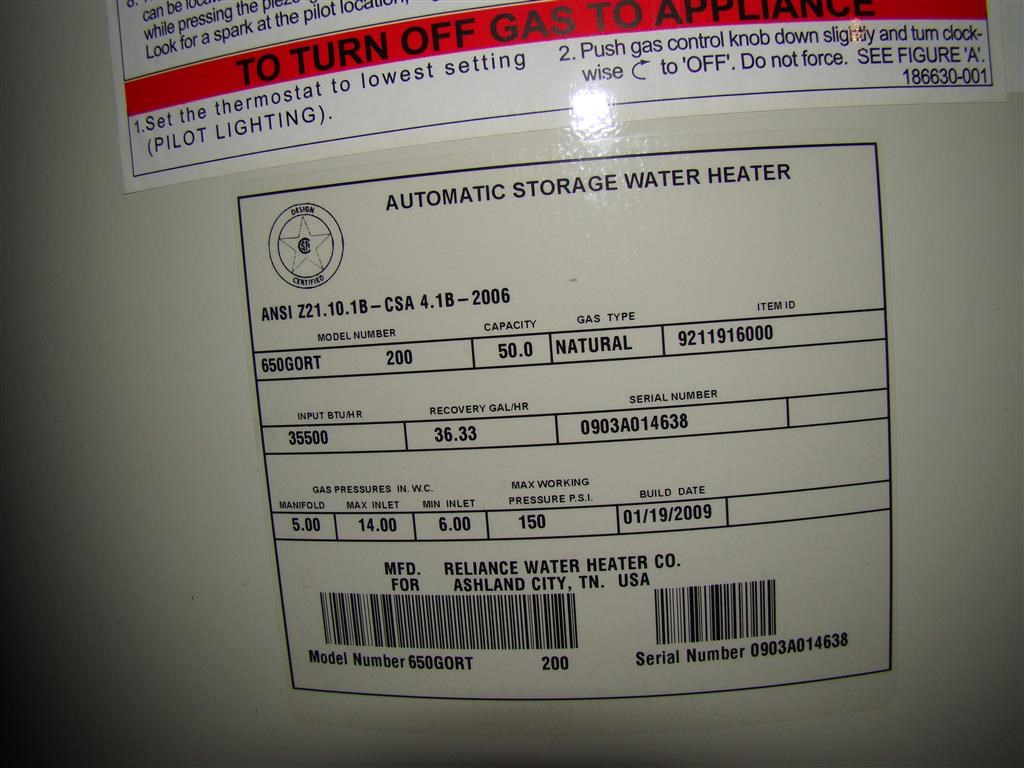 can be
while pressing the
Look for a spark at the pilot location,
TO TURN OFF GAS TO APPLIANCE
1.Set the thermostat to lowest setting
(PILOT LIGHTING).
2. Push gas control knob down slightly and turn clock-
wise to 'OFF'. Do not force. SEE FIGURE 'A'.
186630-001
AUTOMATIC STORAGE WATER HEATER
DESIGN
CSA
CERTIFIED
ANSI Z21.10.1B – CSA 4.1B – 2006
MODEL NUMBER CAPACITY GAS TYPE ITEM ID
650GORT 200 50.0 NATURAL 9211916000
INPUT BTU/HR RECOVERY GAL/HR SERIAL NUMBER
35500 36.33 0903A014638
GAS PRESSURES IN. W.C. MAX WORKING
MANIFOLD MAX INLET MIN INLET PRESSURE P.S.I. BUILD DATE
5.00 14.00 6.00 150 01/19/2009
MFD. RELIANCE WATER HEATER CO.
FOR ASHLAND CITY, TN. USA
Model Number 650GORT 200 Serial Number 0903A014638